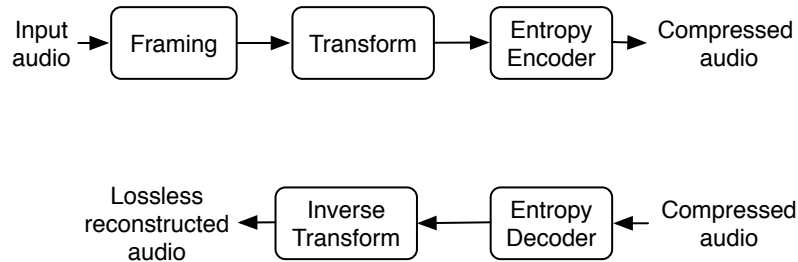 Input
audio
Framing
Transform
Entropy
Encoder
Compressed
audio
Lossless
reconstructed
audio
Inverse
Transform
Entropy
Decoder
Compressed
audio